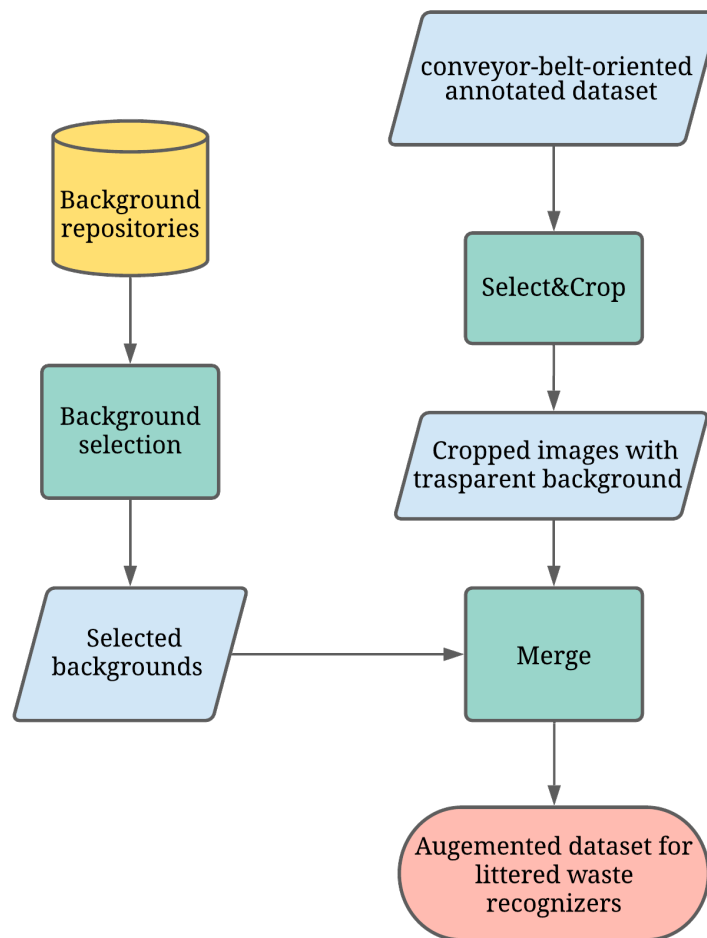 conveyor-belt-oriented
annotated dataset
Background
repositories
Select&Crop
Background
selection
Cropped images with
trasparent background
Selected
backgrounds
Merge
Augemented dataset for
littered waste
recognizers